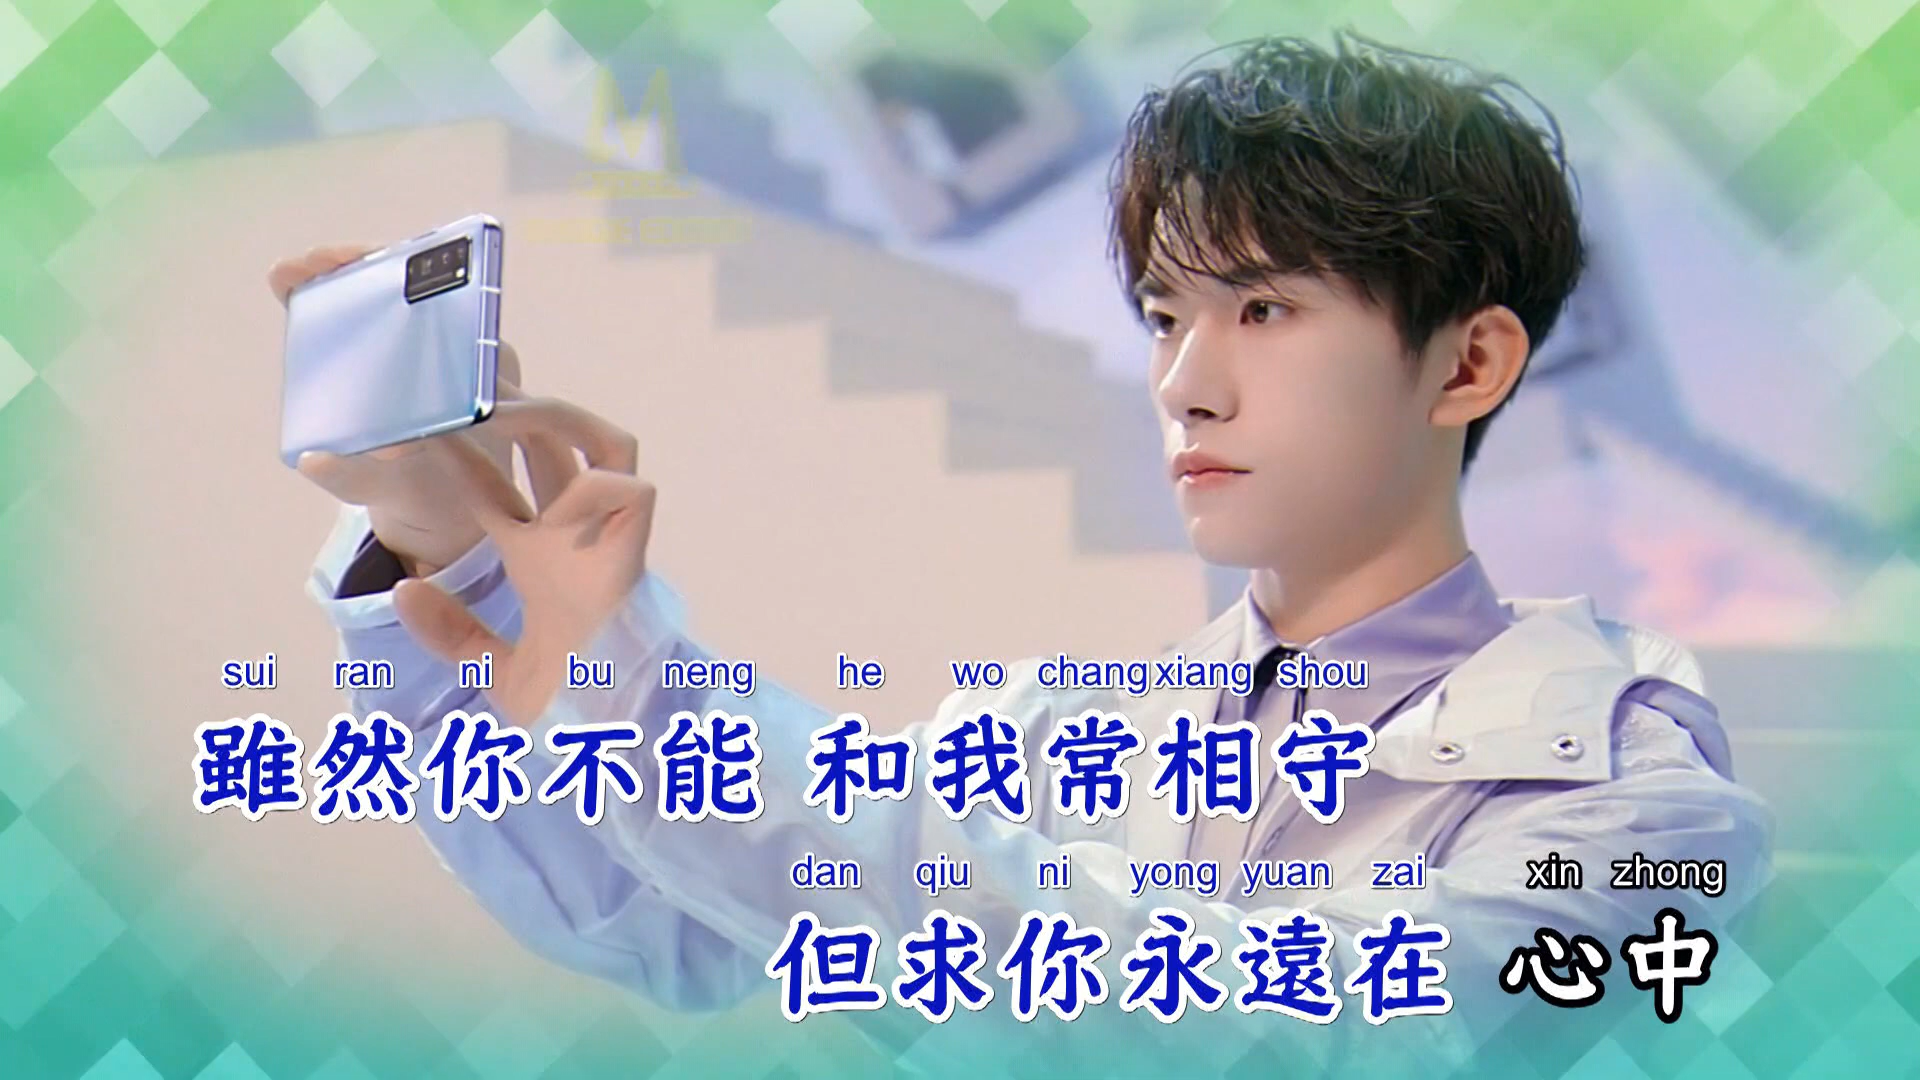 sui ran ni bu neng he wo chang xiang shou
雖然你不能 和我常相守
dan qiu ni yong yuan zai xin zhong
但求你永遠在 心中